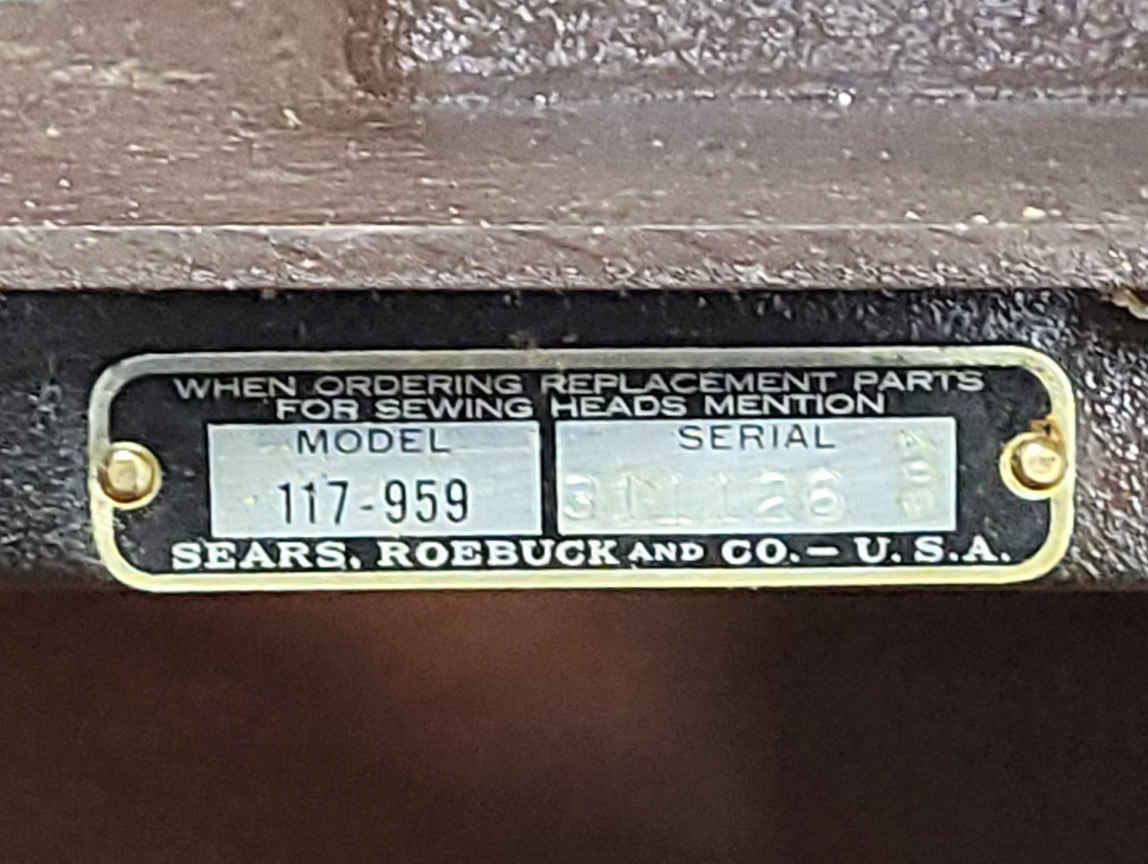 WHEN ORDERING REPLACEMENT PARTS
FOR SEWING HEADS MENTION
MODEL
SERIAL
117-959
SEARS, ROEBUCK AND CO.— U.S.A.